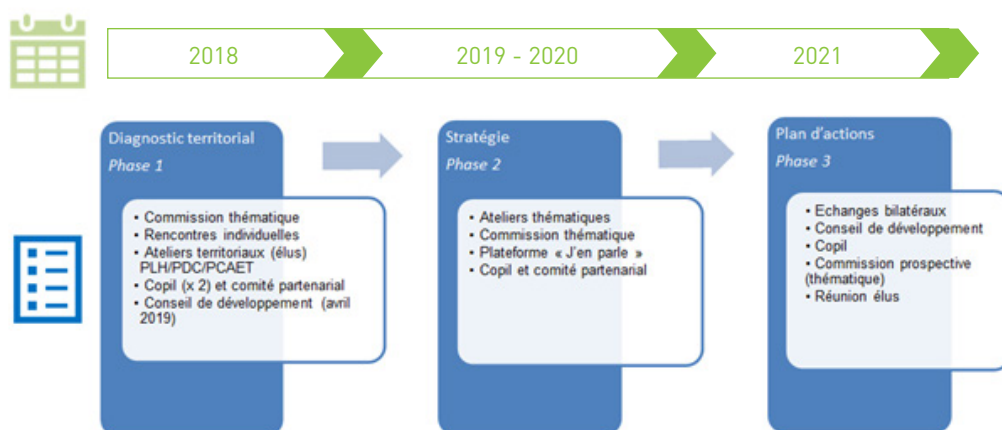 2018
2019 - 2020
2021
Diagnostic territorial
Phase 1
• Commission thématique
• Rencontres individuelles
• Ateliers territoriaux (élus)
PLH/PDC/PCAET
• Copil (x 2) et comité partenarial
• Conseil de développement (avril
2019)
Stratégie
Phase 2
• Ateliers thématiques
• Commission thématique
• Plateforme « J'en parle »
• Copil et comité partenarial
Plan d'actions
Phase 3
• Echanges bilatéraux
• Conseil de développement
• Copil
• Commission prospective
(thématique)
• Réunion élus